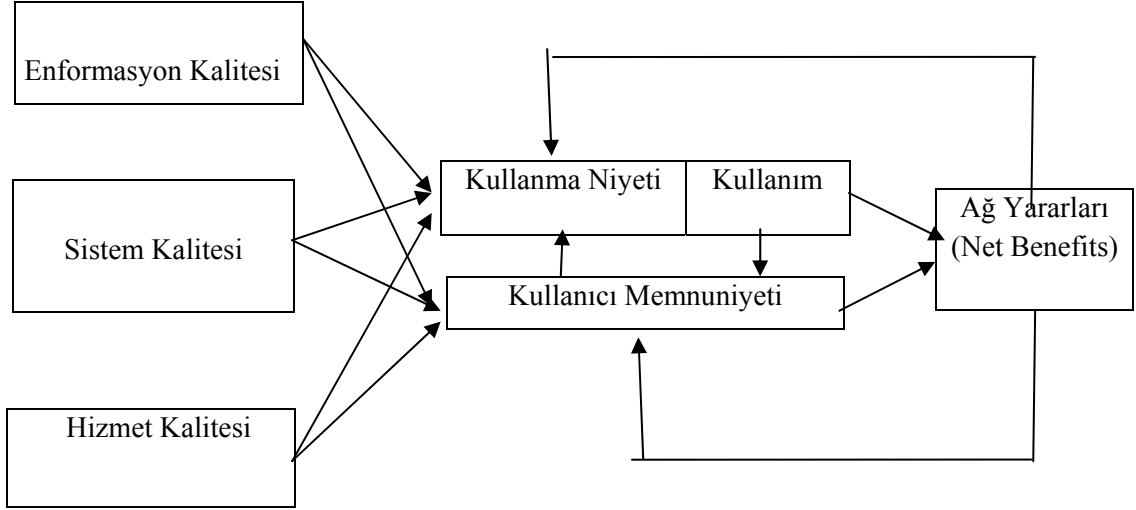 Enformasyon Kalitesi
Sistem Kalitesi
Hizmet Kalitesi
Kullanma Niyeti
Kullanım
Kullanıcı Memnuniyeti
Ağ Yararları
(Net Benefits)